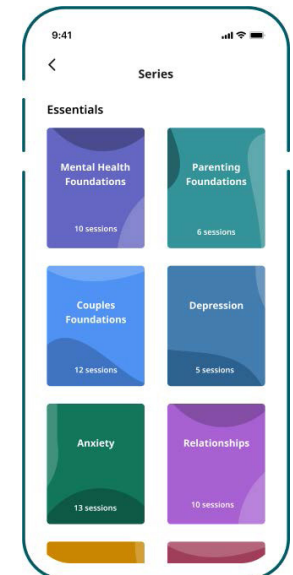 9:41
Series
Essentials
Mental Health
Foundations
10 sessions
Parenting
Foundations
6 sessions
Couples
Foundations
12 sessions
Depression
5 sessions
Anxiety
13 sessions
Relationships
10 sessions